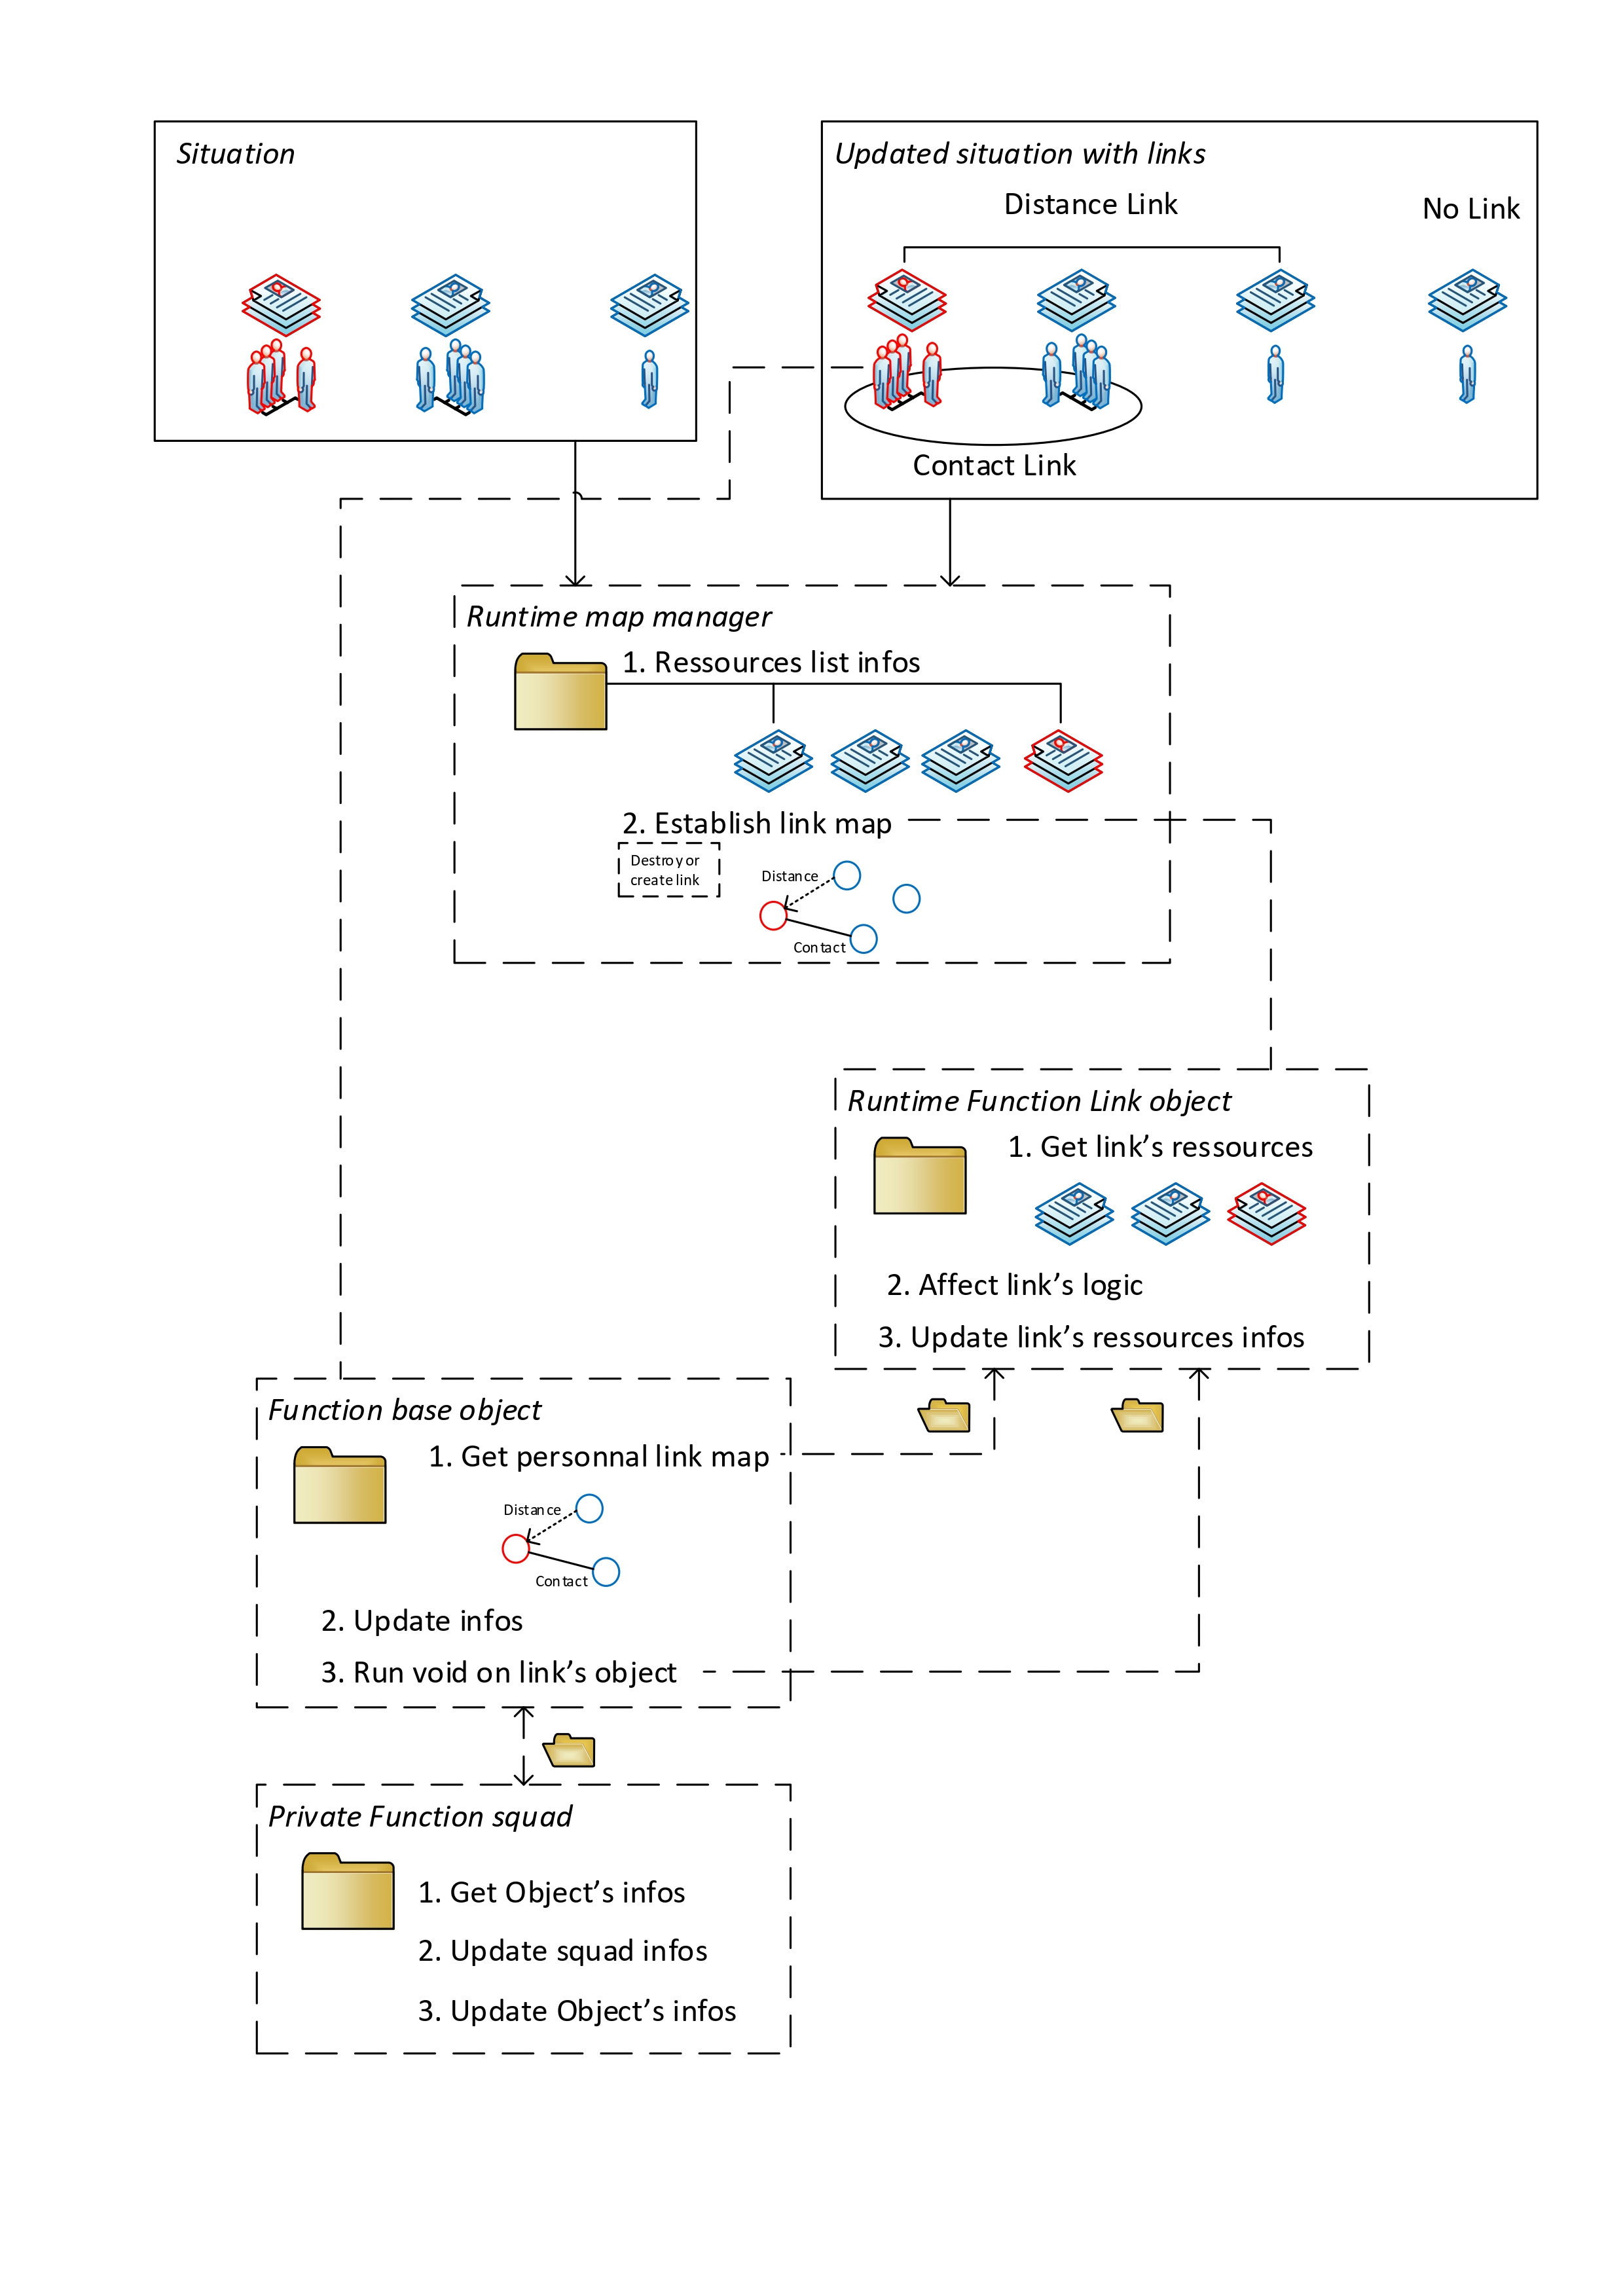 Situation
Updated situation with links
Distance Link
No Link
Contact Link
Runtime map manager
1. Ressources list infos
2. Establish link map
Destroy or
create link
Distance
Contact
Runtime Function Link object
1. Get link’s ressources
2. Affect link’s logic
3. Update link’s ressources infos
Function base object
1. Get personnal link map
Distance
Contact
2. Update infos
3. Run void on link’s object
Private Function squad
1. Get Object’s infos
2. Update squad infos
3. Update Object’s infos